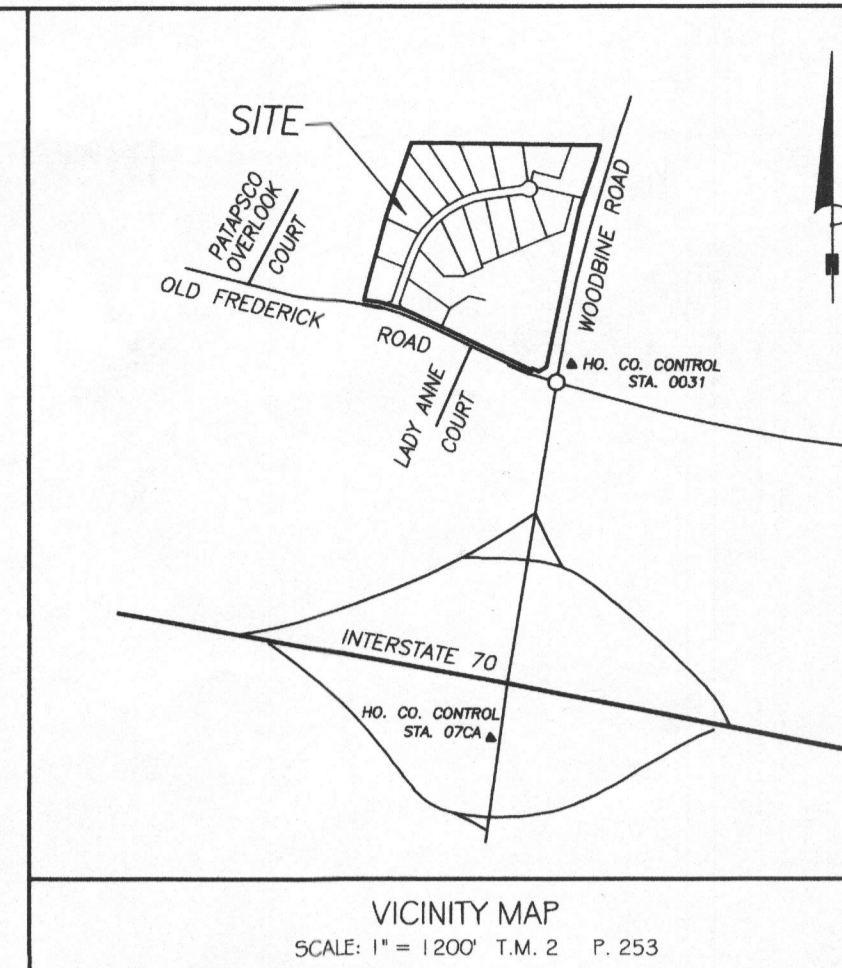 SITE
PATAPSCO
OVERLOOK
COURT
WOODBINE ROAD
OLD FREDERICK
ROAD
LADY ANNE
COURT
HO. CO. CONTROL
STA. 0031
INTERSTATE 70
HO. CO. CONTROL
STA. 07CA
VICINITY MAP
SCALE: 1" = 1200' T.M. 2 P. 253